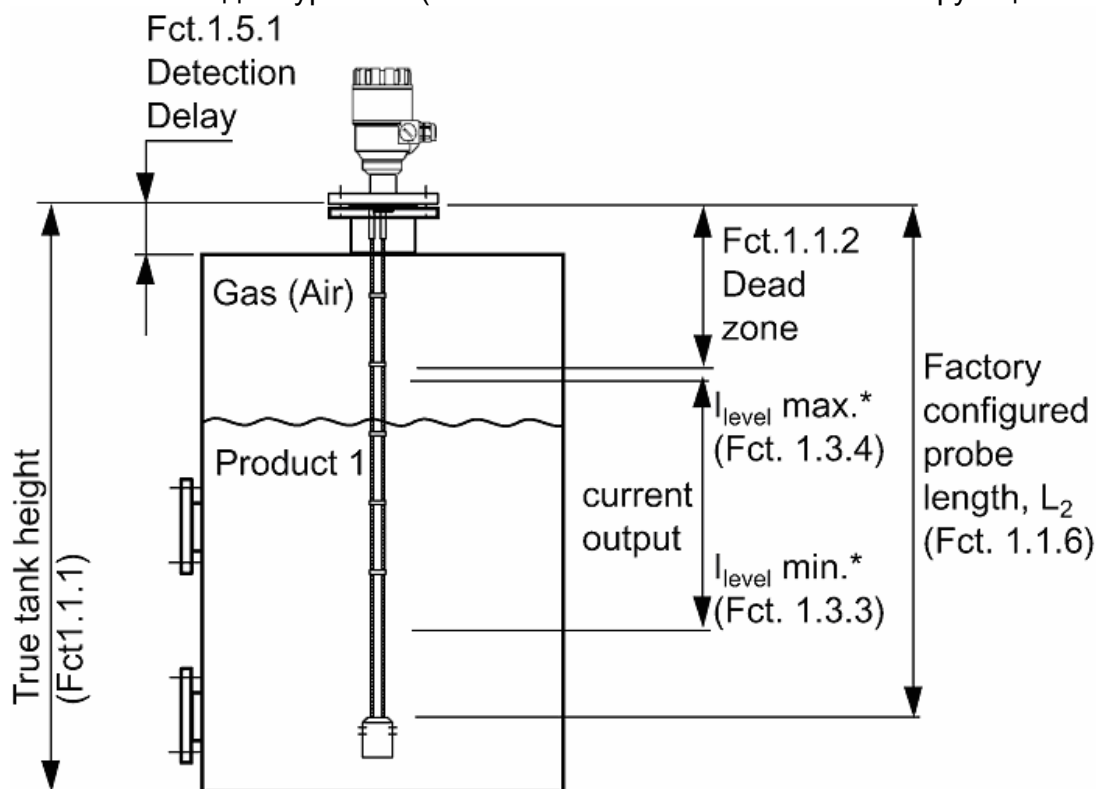 Fct.1.5.1
Detection
Delay
Gas (Air)
Product 1
True tank height
(Fct1.1.1)
Fct.1.1.2
Dead
zone
I level max.*
(Fct. 1.3.4)
current
output
I level min.*
(Fct. 1.3.3)
Factory
configured
probe
length, L2
(Fct. 1.1.6)